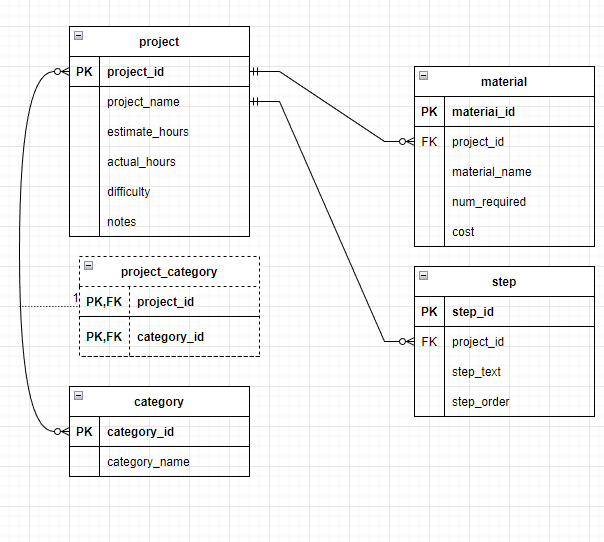 project
PK project_id
project_name
estimate_hours
actual_hours
difficulty
notes
material
PK materiai_id
FK project_id
material_name
num_required
cost
project_category
1
PK,FK project_id
PK,FK category_id
step
PK step_id
FK project_id
step_text
step_order
category
PK category_id
category_name